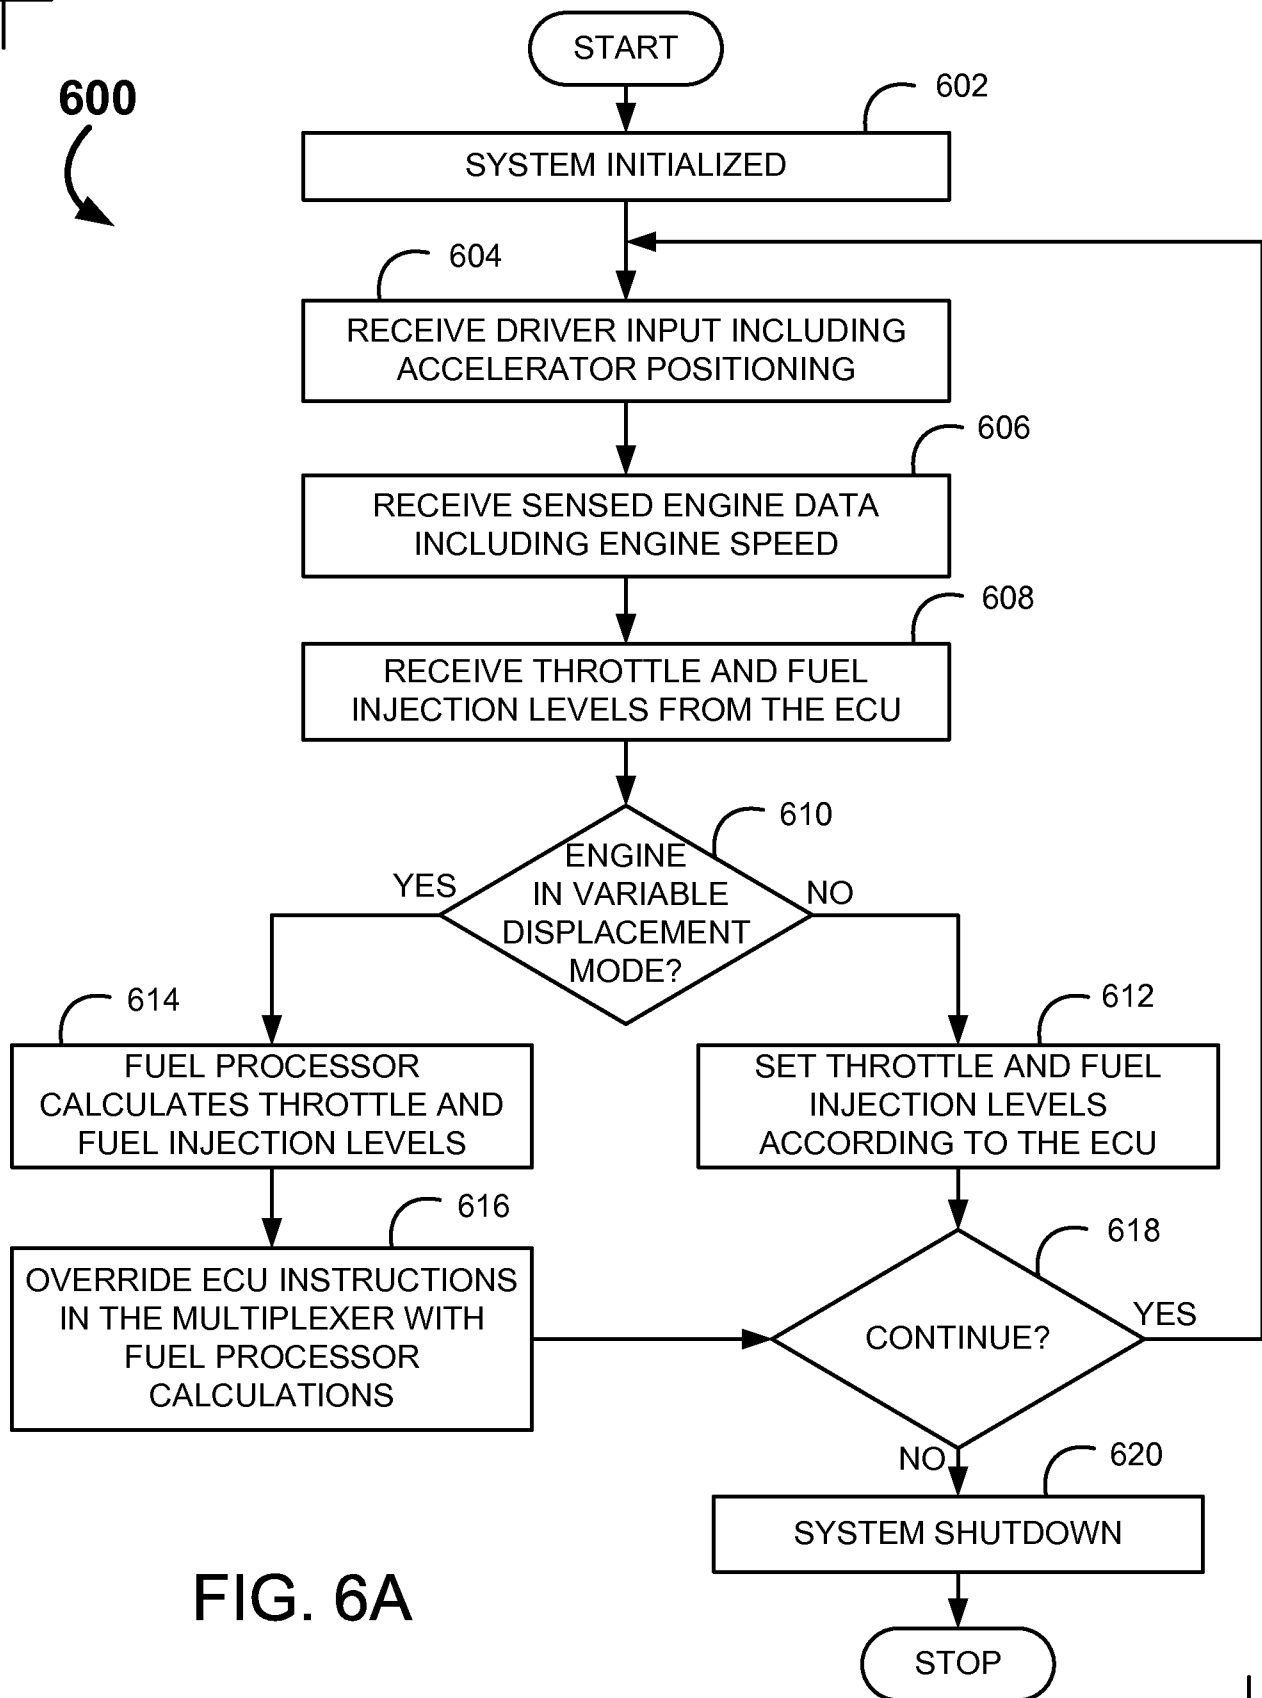 START
600
602
SYSTEM INITIALIZED
604
RECEIVE DRIVER INPUT INCLUDING
ACCELERATOR POSITIONING
606
RECEIVE SENSED ENGINE DATA
INCLUDING ENGINE SPEED
608
RECEIVE THROTTLE AND FUEL
INJECTION LEVELS FROM THE ECU
610
ENGINE
IN VARIABLE
DISPLACEMENT
MODE?
YES
NO
614
FUEL PROCESSOR
CALCULATES THROTTLE AND
FUEL INJECTION LEVELS
612
SET THROTTLE AND FUEL
INJECTION LEVELS
ACCORDING TO THE ECU
616
OVERRIDE ECU INSTRUCTIONS
IN THE MULTIPLEXER WITH
FUEL PROCESSOR
CALCULATIONS
618
CONTINUE?
YES
NO
620
SYSTEM SHUTDOWN
STOP
FIG. 6A